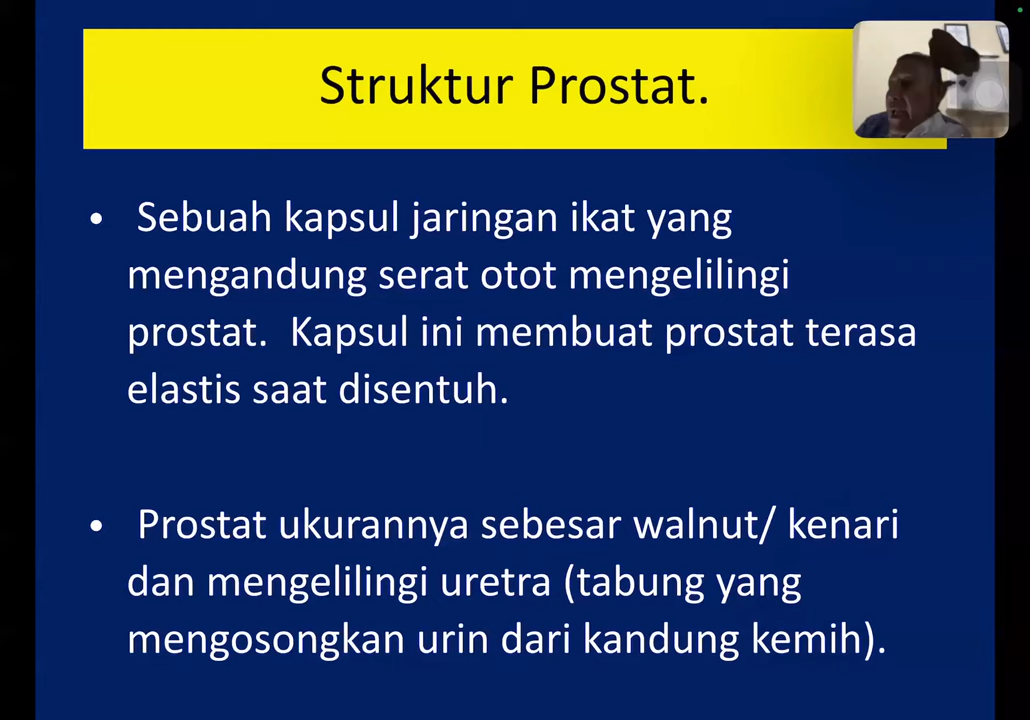 Struktur Prostat.
• Sebuah kapsul jaringan ikat yang
mengandung serat otot mengelilingi
prostat.  Kapsul ini membuat prostat terasa
elastis saat disentuh.
• Prostat ukurannya sebesar walnut/ kenari
dan mengelilingi uretra (tabung yang
mengosongkan urin dari kandung kemih).